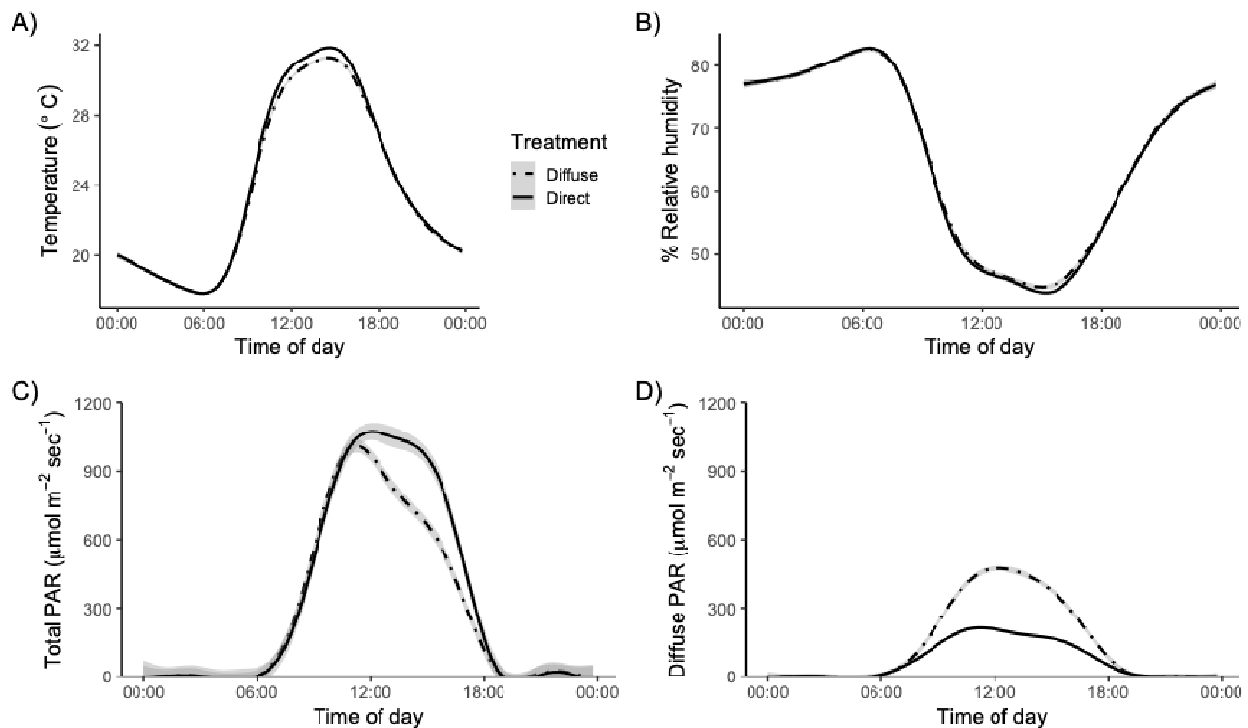 A)
Temperature (° C)
32
28
24
20
00:00 06:00 12:00 18:00 00:00
Time of day
Treatment
Diffuse
Direct
B)
% Relative humidity
80
70
60
50
00:00 06:00 12:00 18:00 00:00
Time of day
C)
Total PAR (μmol m⁻² sec⁻¹)
1200
900
600
300
0
00:00 06:00 12:00 18:00 00:00
Time of day
D)
Diffuse PAR (μmol m⁻² sec⁻¹)
1200
900
600
300
0
00:00 06:00 12:00 18:00 00:00
Time of day